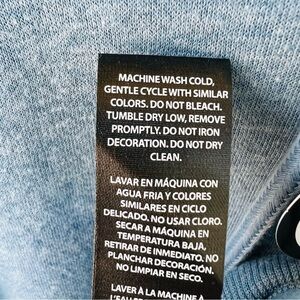 MACHINE WASH COLD,
GENTLE CYCLE WITH SIMILAR
COLORS. DO NOT BLEACH.
TUMBLE DRY LOW, REMOVE
PROMPTLY. DO NOT IRON
DECORATION. DO NOT DRY
CLEAN.
LAVAR EN MÁQUINA CON
AGUA FRIA Y COLORES
SIMILARES EN CICLO
DELICADO. NO USAR CLORO.
SECAR A MÁQUINA EN
TEMPERATURA BAJA,
RETIRAR DE INMEDIATO. NO
PLANCHAR DECORACIÓN.
NO LIMPIAR EN SECO.
LAVER À LA MACHINE À